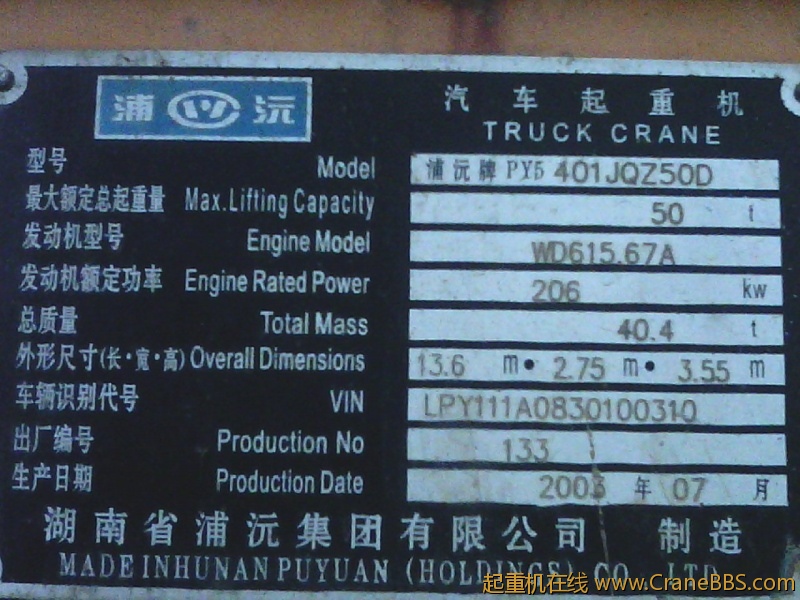 浦 沅 汽车起重机
TRUCK CRANE
型号 Model 浦沅牌 PY5401JQZ50D
最大额定总起重量 Max.Lifting Capacity 50 t
发动机型号 Engine Model WD615.67A
发动机额定功率 Engine Rated Power 206 kw
总质量 Total Mass 40.4 t
外形尺寸(长·宽·高) Overall Dimensions 13.6 m· 2.75 m· 3.55 m
车辆识别代号 VIN LPY111A0830100310
出厂编号 Production No 133
生产日期 Production Date 2003 年 07 月
湖南省浦沅集团有限公司 制造
MADE INHUNAN PUYUAN (HOLDINGS) CO., LTD
起重机在线 www.CraneBBS.com